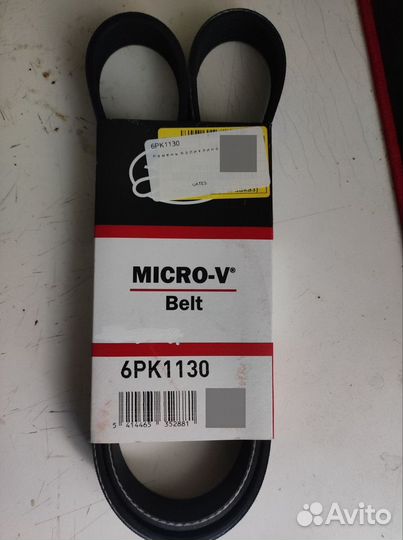 6PK1130
GATES
MICRO-V®
Belt
6PK1130
5 414465 352881
Avito